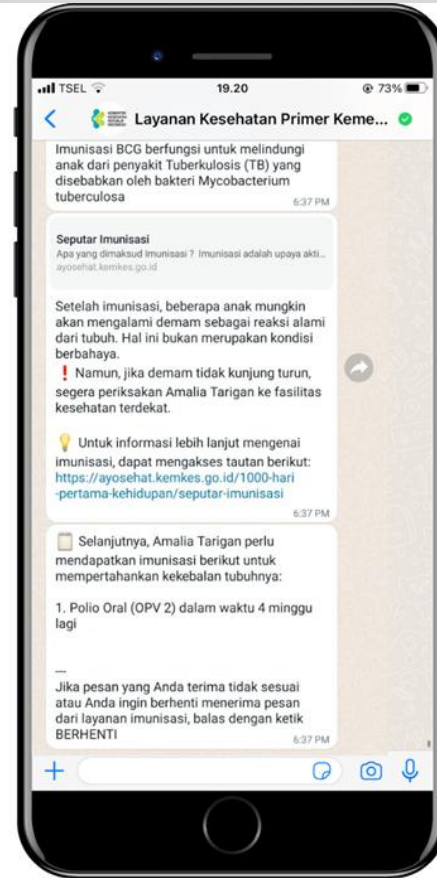 TSEL
19.20
73%
Layanan Kesehatan Primer Keme...
Imunisasi BCG berfungsi untuk melindungi
anak dari penyakit Tuberkulosis (TB) yang
disebabkan oleh bakteri Mycobacterium
tuberculosa
6:37 PM
Seputar Imunisasi
Apa yang dimaksud Imunisasi ? Imunisasi adalah upaya akti...
ayosehat.kemkes.go.id
Setelah imunisasi, beberapa anak mungkin
akan mengalami demam sebagai reaksi alami
dari tubuh. Hal ini bukan merupakan kondisi
berbahaya.
❗ Namun, jika demam tidak kunjung turun,
segera periksakan Amalia Tarigan ke fasilitas
kesehatan terdekat.
💡 Untuk informasi lebih lanjut mengenai
imunisasi, dapat mengakses tautan berikut:
https://ayosehat.kemkes.go.id/1000-hari
-pertama-kehidupan/seputar-imunisasi
6:37 PM
🗒️ Selanjutnya, Amalia Tarigan perlu
mendapatkan imunisasi berikut untuk
mempertahankan kekebalan tubuhnya:
1. Polio Oral (OPV 2) dalam waktu 4 minggu
lagi
---
Jika pesan yang Anda terima tidak sesuai
atau Anda ingin berhenti menerima pesan
dari layanan imunisasi, balas dengan ketik
BERHENTI
6:37 PM